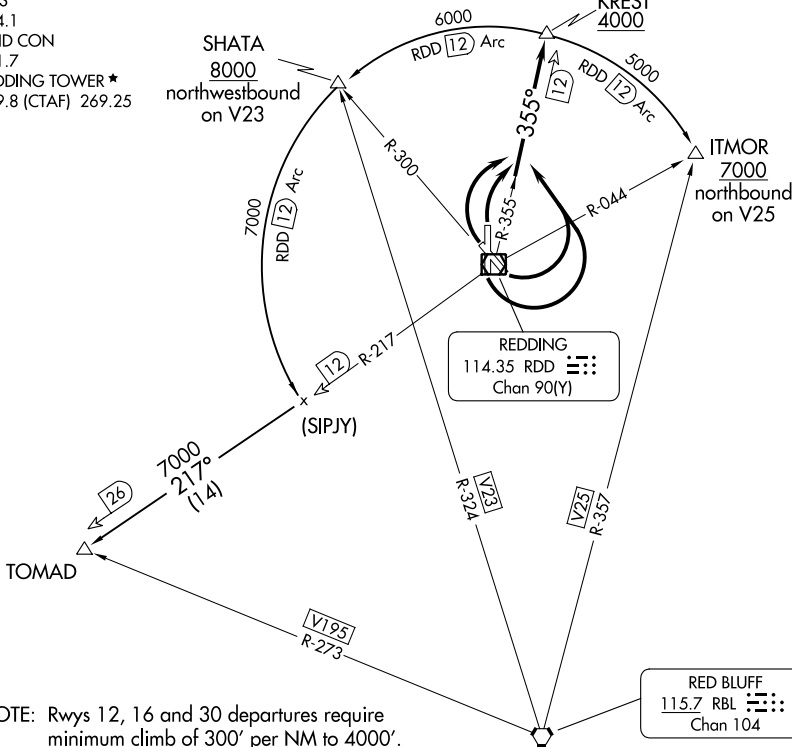 4.1
1.7
9.8 (CTAF) 269.25
SHATA
8000
northwestbound
on V23
6000
RDD 12 Arc
KREST
4000
5000
RDD 12 Arc
12
355°
ITMOR
7000
northbound
on V25
R-300
R-355
R-044
7000
RDD 12 Arc
R-217
12
REDDING
114.35 RDD
Chan 90(Y)
(SIPJY)
7000
217°
(14)
26
TOMAD
V23
R-324
V25
R-357
V195
R-273
RED BLUFF
115.7 RBL
Chan 104
OTE: Rwys 12, 16 and 30 departures require
minimum climb of 300' per NM to 4000'.